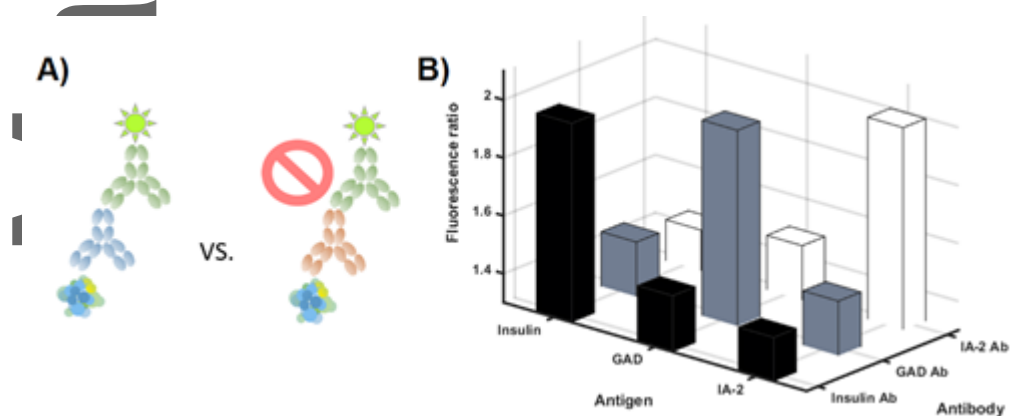 A)
VS.
B)
Fluorescence ratio
2
1.8
1.6
1.4
Insulin
GAD
IA-2
Antigen
Insulin Ab
GAD Ab
IA-2 Ab
Antibody